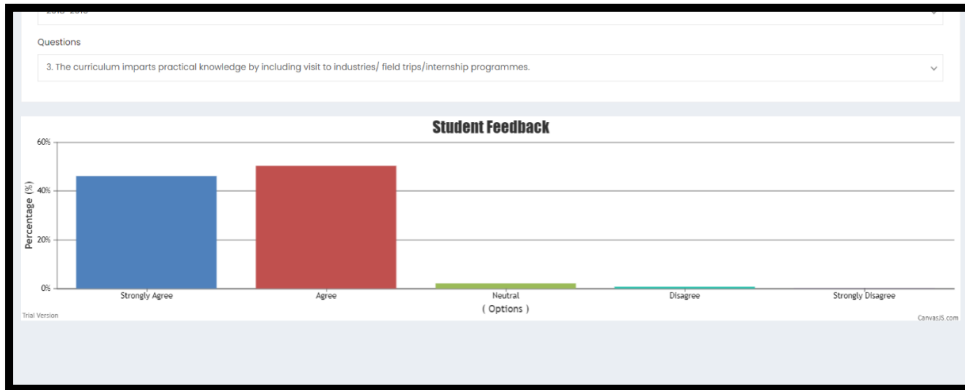 Questions
3. The curriculum imparts practical knowledge by including visit to industries/ field trips/internship programmes.
Student Feedback
60%
40%
20%
0%
Percentage (%)
Strongly Agree
Agree
Neutral
Disagree
Strongly Disagree
( Options )
Trial Version
CanvasJS.com